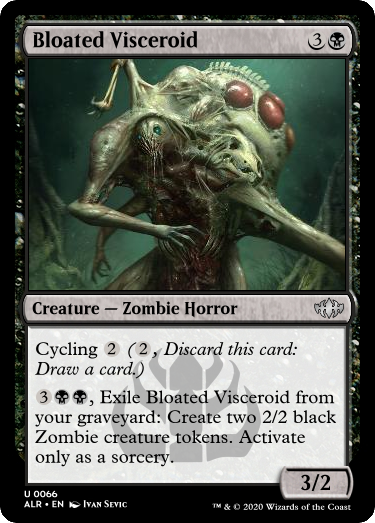 Bloated Visceroid 3
Creature — Zombie Horror
Cycling 2 (2, Discard this card:
Draw a card.)
3, Exile Bloated Visceroid from
your graveyard: Create two 2/2 black
Zombie creature tokens. Activate
only as a sorcery.
3/2
U 0066
ALR • EN Ivan Sevic
™ & © 2020 Wizards of the Coast